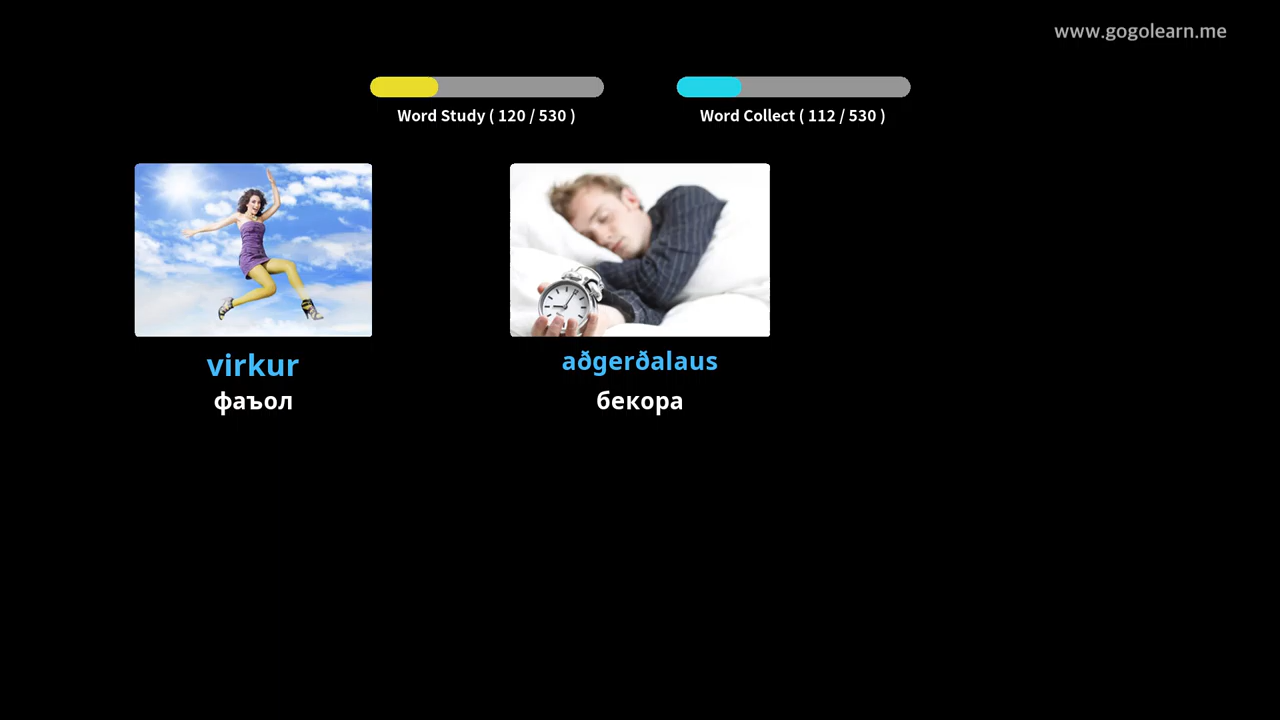 www.gogolearn.me
Word Study ( 120 / 530 )
Word Collect ( 112 / 530 )
virkur
фаъол
aðgerðalaus
бекора